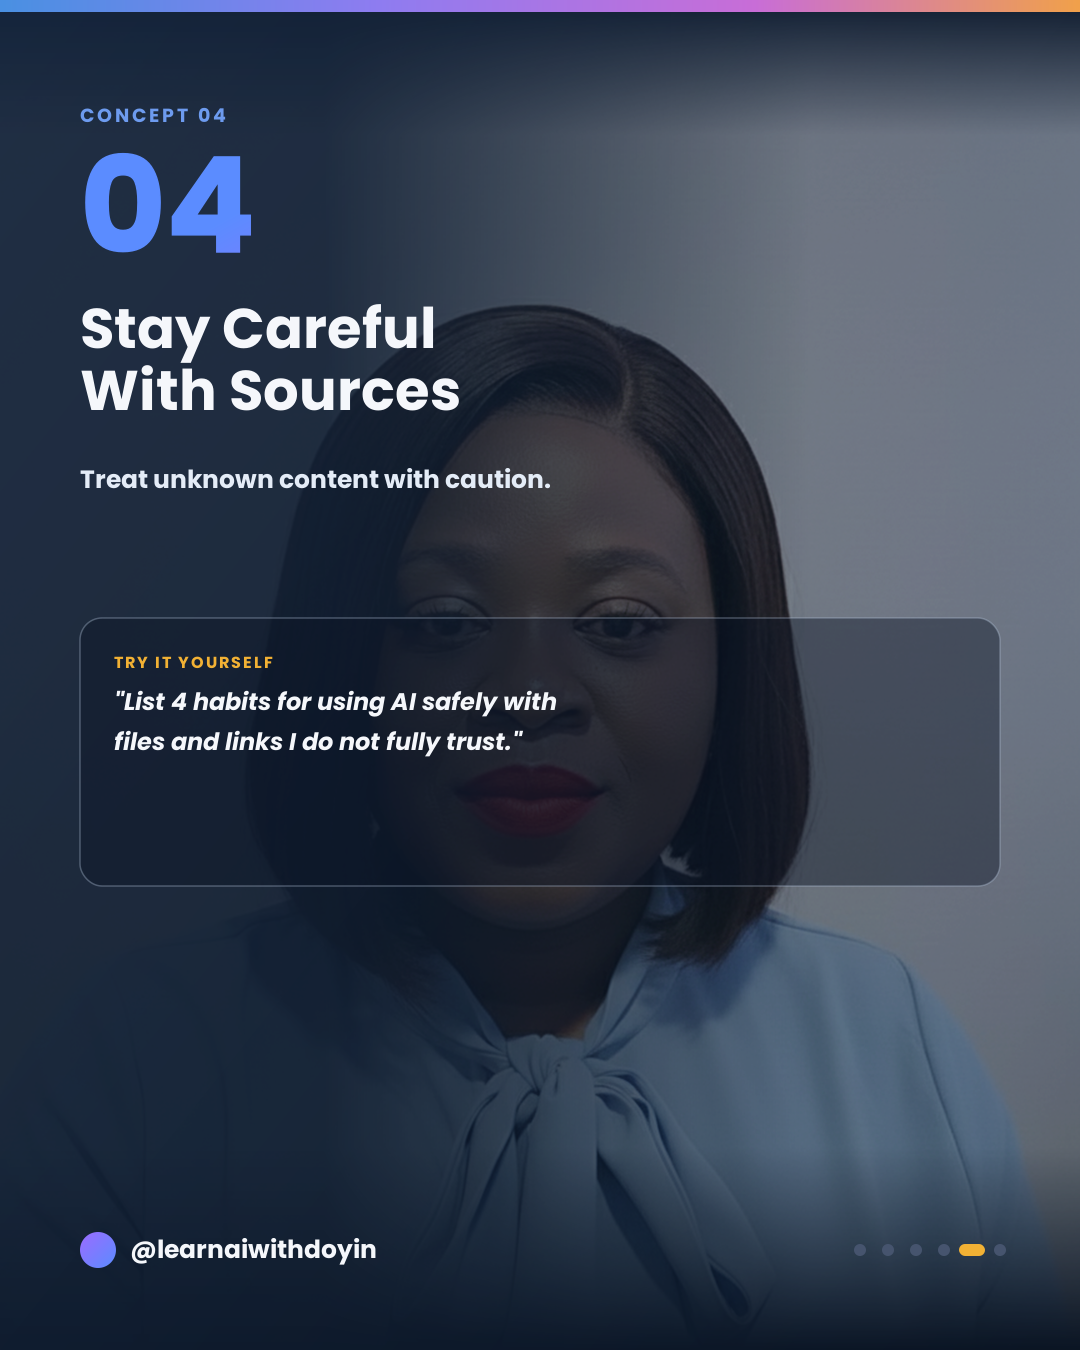 CONCEPT 04
04
Stay Careful
With Sources
Treat unknown content with caution.
TRY IT YOURSELF
"List 4 habits for using AI safely with
files and links I do not fully trust."
@learnaiwithdoyin